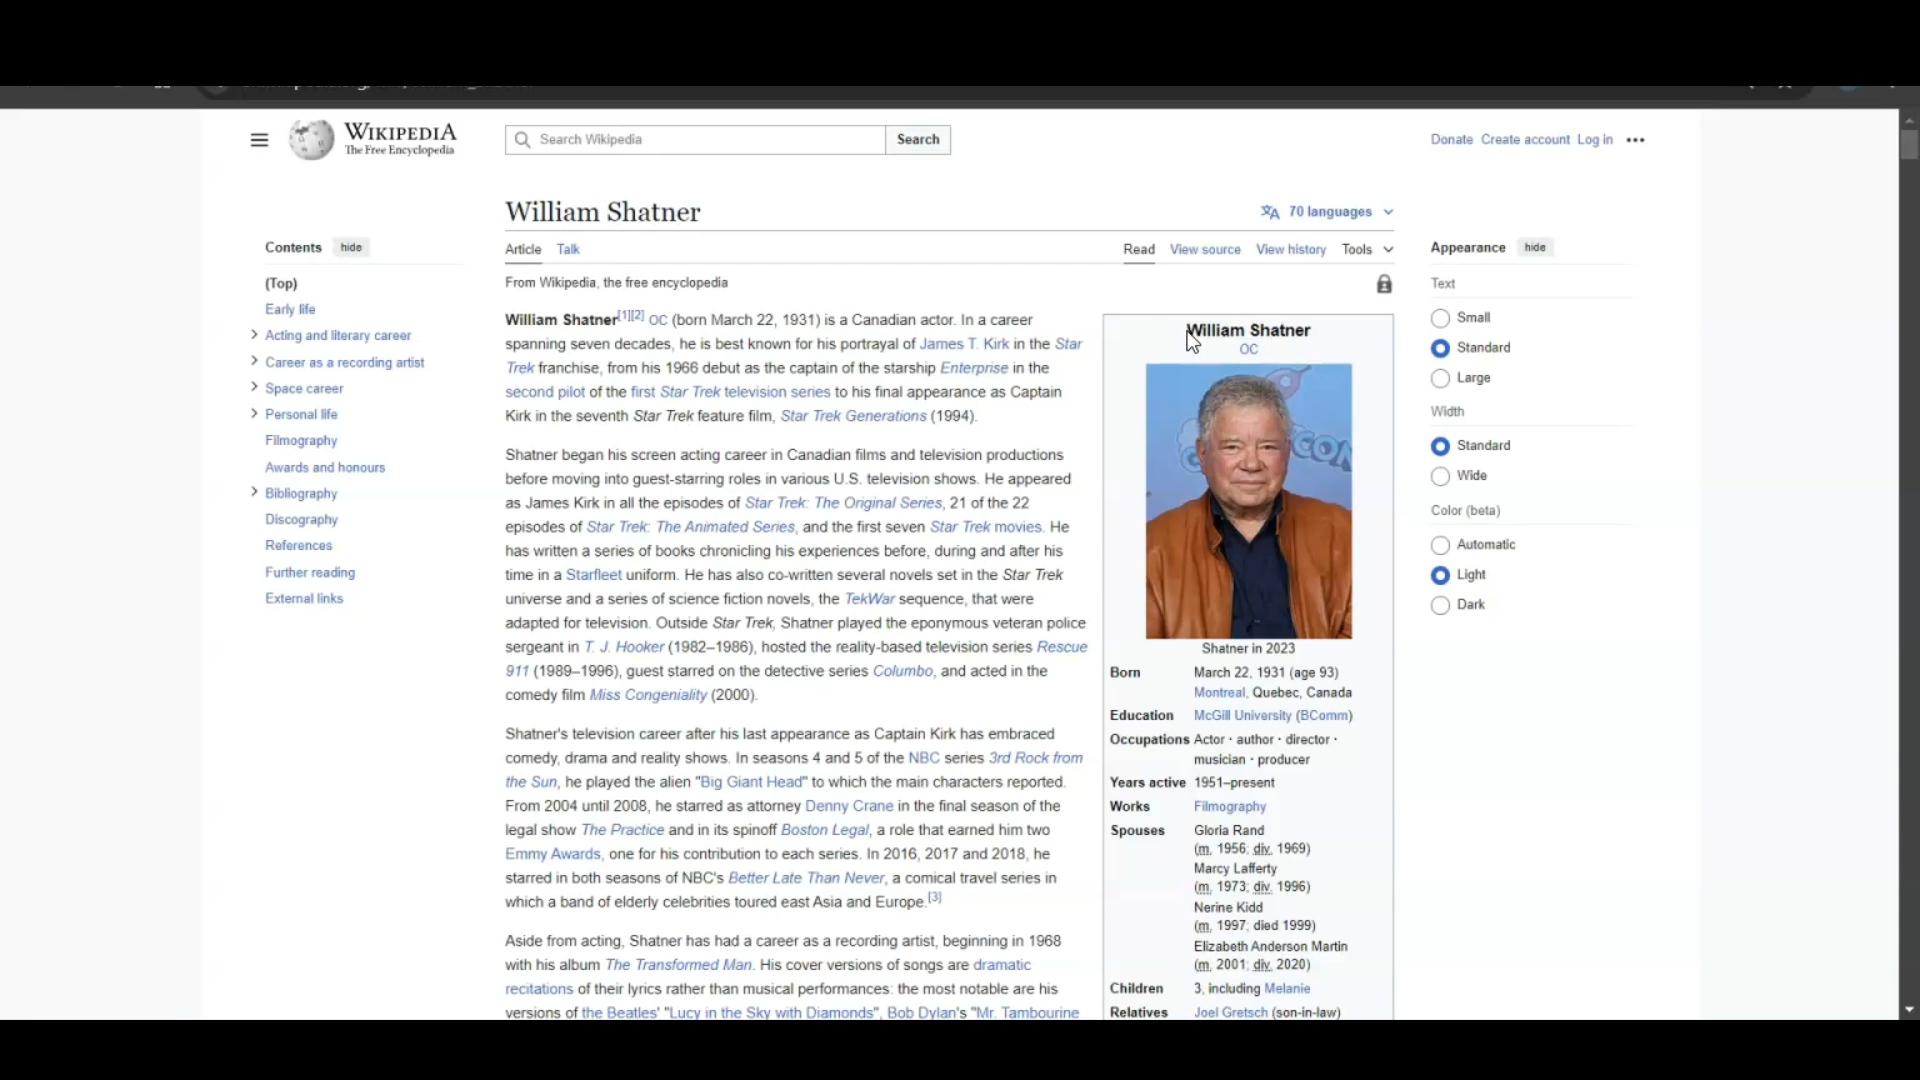 WIKIPEDIA
The Free Encyclopedia
Search Wikipedia
Search
Donate Create account Log in
William Shatner
70 languages
Contents hide
(Top)
Early life
Acting and literary career
Career as a recording artist
Space career
Personal life
Filmography
Awards and honours
Bibliography
Discography
References
Further reading
External links
Article Talk
Read View source View history Tools
From Wikipedia, the free encyclopedia
William Shatner[1][2] OC (born March 22, 1931) is a Canadian actor. In a career
spanning seven decades, he is best known for his portrayal of James T. Kirk in the Star
Trek franchise, from his 1966 debut as the captain of the starship Enterprise in the
second pilot of the first Star Trek television series to his final appearance as Captain
Kirk in the seventh Star Trek feature film, Star Trek Generations (1994).
Shatner began his screen acting career in Canadian films and television productions
before moving into guest-starring roles in various U.S. television shows. He appeared
as James Kirk in all the episodes of Star Trek: The Original Series, 21 of the 22
episodes of Star Trek: The Animated Series, and the first seven Star Trek movies. He
has written a series of books chronicling his experiences before, during and after his
time in a Starfleet uniform. He has also co-written several novels set in the Star Trek
universe and a series of science fiction novels, the TekWar sequence, that were
adapted for television. Outside Star Trek, Shatner played the eponymous veteran police
sergeant in T. J. Hooker (1982–1986), hosted the reality-based television series Rescue
911 (1989–1996), guest starred on the detective series Columbo, and acted in the
comedy film Miss Congeniality (2000).
Shatner's television career after his last appearance as Captain Kirk has embraced
comedy, drama and reality shows. In seasons 4 and 5 of the NBC series 3rd Rock from
the Sun, he played the alien "Big Giant Head" to which the main characters reported.
From 2004 until 2008, he starred as attorney Denny Crane in the final season of the
legal show The Practice and in its spinoff Boston Legal, a role that earned him two
Emmy Awards, one for his contribution to each series. In 2016, 2017 and 2018, he
starred in both seasons of NBC's Better Late Than Never, a comical travel series in
which a band of elderly celebrities toured east Asia and Europe.[3]
Aside from acting, Shatner has had a career as a recording artist, beginning in 1968
with his album The Transformed Man. His cover versions of songs are dramatic
recitations of their lyrics rather than musical performances: the most notable are his
versions of the Beatles' "Lucy in the Sky with Diamonds", Bob Dylan's "Mr. Tambourine
William Shatner
OC
Shatner in 2023
Born March 22, 1931 (age 93)
Montreal, Quebec, Canada
Education McGill University (BComm)
Occupations Actor · author · director ·
musician · producer
Years active 1951–present
Works Filmography
Spouses Gloria Rand
(m. 1956; div. 1969)
Marcy Lafferty
(m. 1973; div. 1996)
Nerine Kidd
(m. 1997; died 1999)
Elizabeth Anderson Martin
(m. 2001; div. 2020)
Children 3, including Melanie
Relatives Joel Gretsch (son-in-law)
Appearance hide
Text
Small
Standard
Large
Width
Standard
Wide
Color (beta)
Automatic
Light
Dark